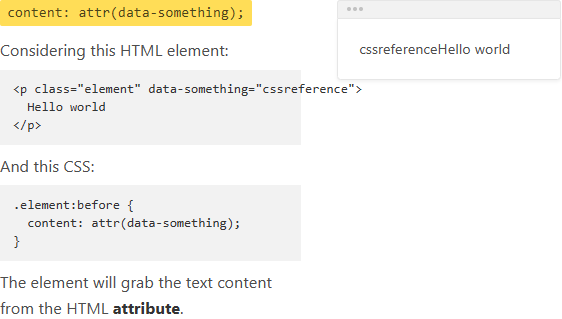 content: attr(data-something);
Considering this HTML element:
<p class="element" data-something="cssreference">
  Hello world
</p>
And this CSS:
.element:before {
  content: attr(data-something);
}
The element will grab the text content
from the HTML attribute.
cssreferenceHello world